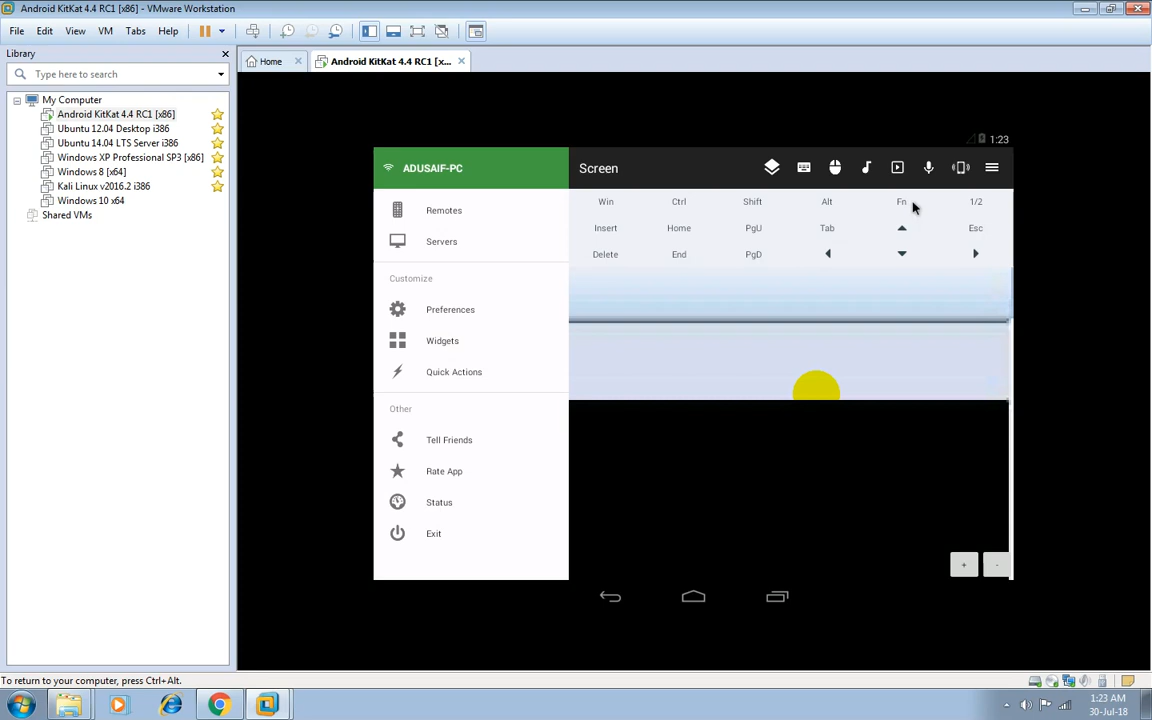 Android KitKat 4.4 RC1 [x86] - VMware Workstation
File Edit View VM Tabs Help
Library
Type here to search
My Computer
Android KitKat 4.4 RC1 [x86]
Ubuntu 12.04 Desktop i386
Ubuntu 14.04 LTS Server i386
Windows XP Professional SP3 [x86]
Windows 8 [x64]
Kali Linux v2016.2 i386
Windows 10 x64
Shared VMs
Home
Android KitKat 4.4 RC1 [x...
1:23
ADUSAIF-PC
Remotes
Servers
Customize
Preferences
Widgets
Quick Actions
Other
Tell Friends
Rate App
Status
Exit
Screen
Win Ctrl Shift Alt Fn 1/2
Insert Home PgU Tab Esc
Delete End PgD
+ -
To return to your computer, press Ctrl+Alt.
1:23 AM
30-Jul-18